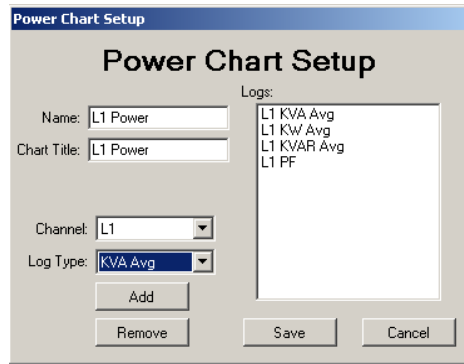 Power Chart Setup
Power Chart Setup
Name: L1 Power
Chart Title: L1 Power
Channel: L1
Log Type: KVA Avg
Add
Remove
Logs:
L1 KVA Avg
L1 KW Avg
L1 KVAR Avg
L1 PF
Save
Cancel